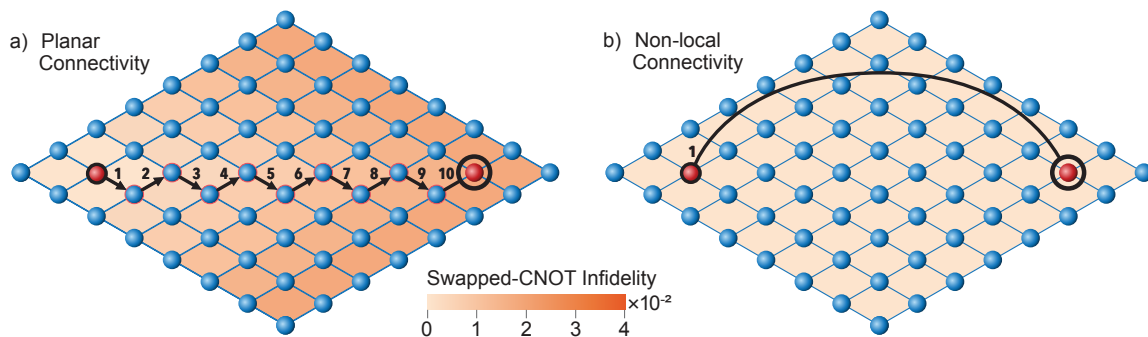 a) Planar
Connectivity
1 2 3 4 5 6 7 8 9 10
b) Non-local
Connectivity
1
Swapped-CNOT Infidelity
×10⁻²
0 1 2 3 4